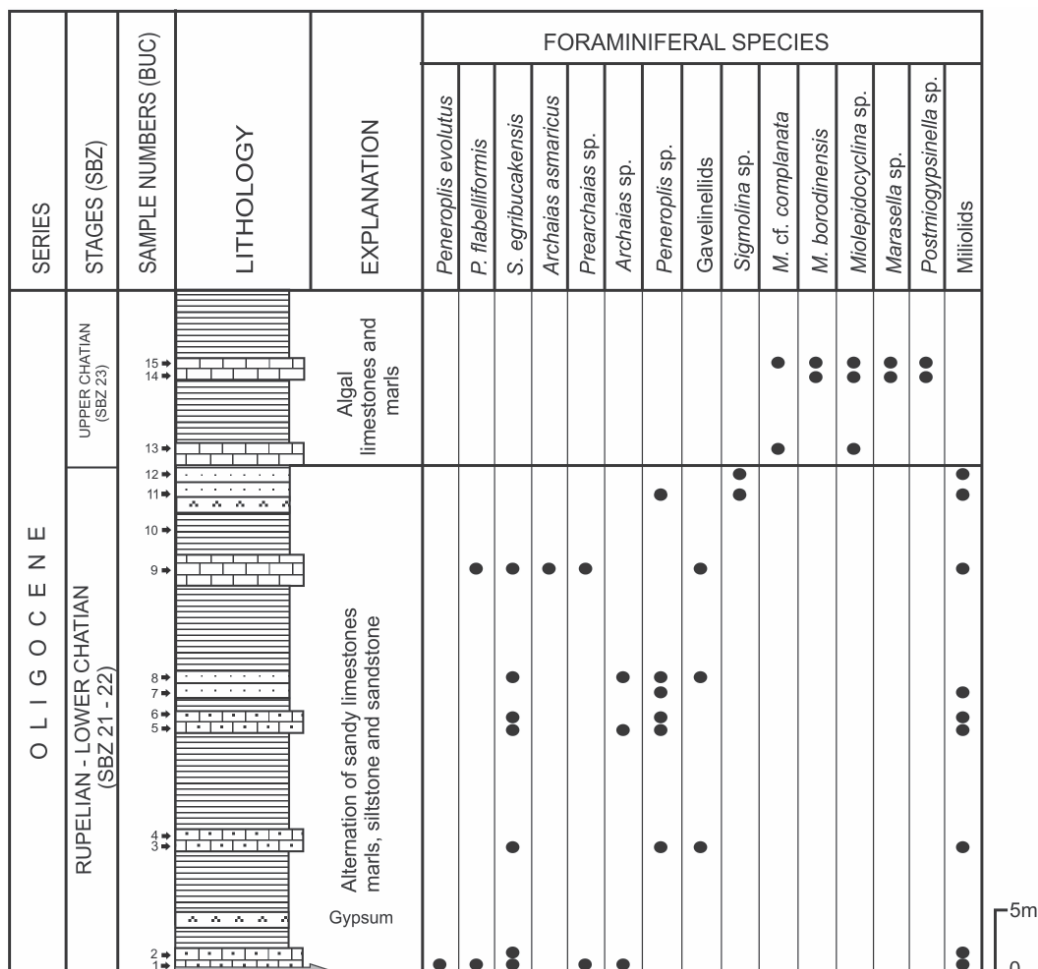 FORAMINIFERAL SPECIES
SERIES
STAGES (SBZ)
SAMPLE NUMBERS (BUC)
LITHOLOGY
EXPLANATION
Peneroplis evolutus
P. flabelliformis
S. egribucakensis
Archaias asmaricus
Prearchaias sp.
Archaias sp.
Peneroplis sp.
Gavelinellids
Sigmolina sp.
M. cf. complanata
M. borodinensis
Miolepidocyclina sp.
Marasella sp.
Postmiogypsinella sp.
Miliolids
OLIGOCENE
UPPER CHATIAN
(SBZ 23)
RUPELIAN - LOWER CHATIAN
(SBZ 21 - 22)
15
14
13
12
11
10
9
8
7
6
5
4
3
2
1
Algal
limestones and
marls
Alternation of sandy limestones
marls, siltstone and sandstone
Gypsum
5m
0